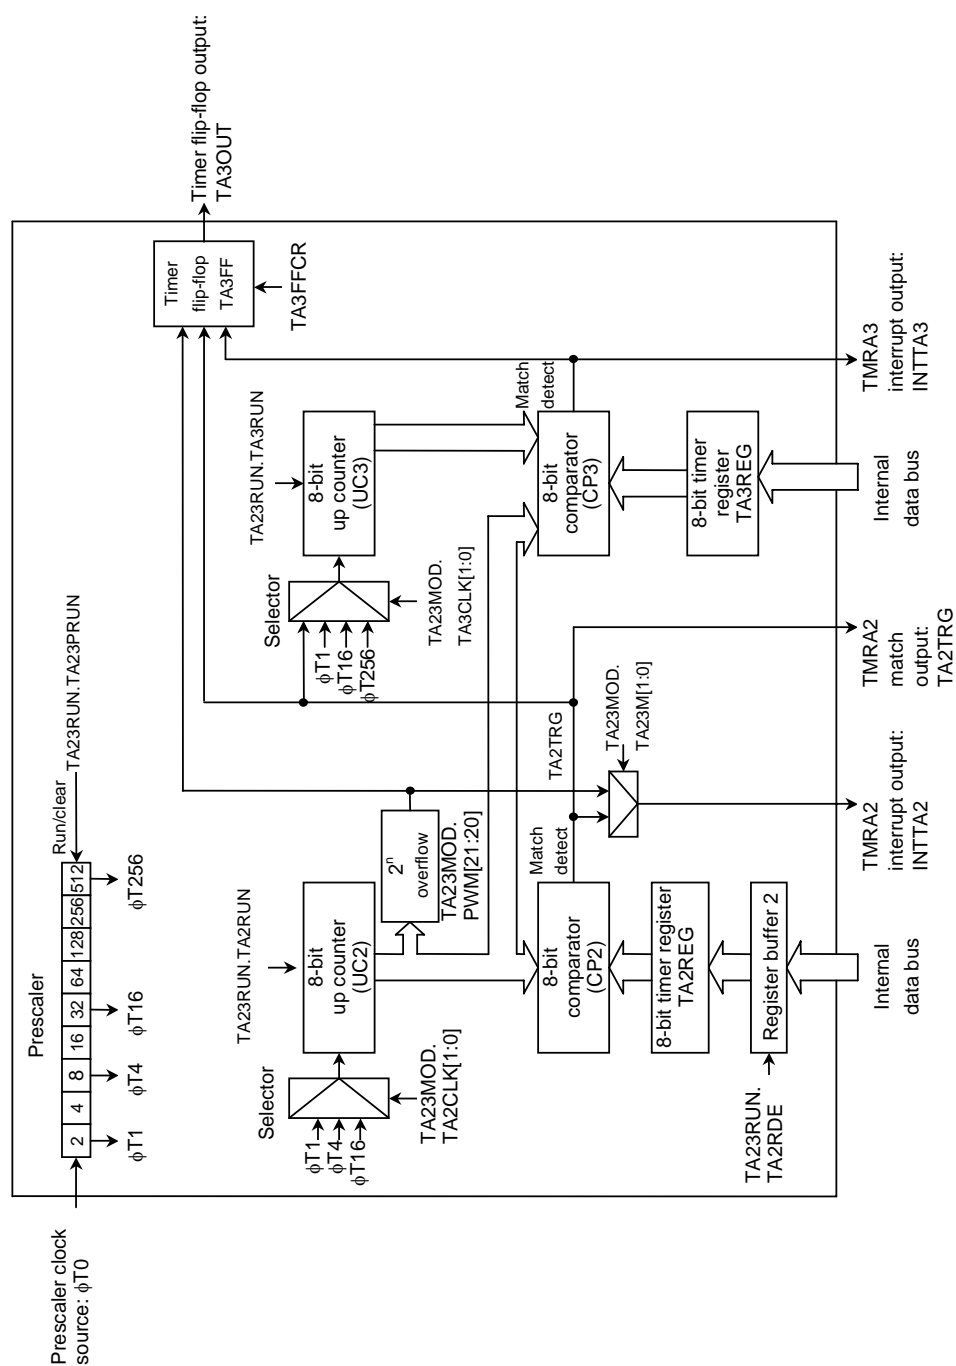 Prescaler clock
source: ϕT0
Prescaler
2
4
8
16
32
64
128
256
512
Run/clear
TA23RUN.TA23PRUN
ϕT1
ϕT4
ϕT16
ϕT256
Selector
ϕT1
ϕT4
ϕT16
TA23MOD.
TA2CLK[1:0]
TA23RUN.TA2RUN
8-bit
up counter
(UC2)
2n
overflow
TA23MOD.
PWM[21:20]
Selector
ϕT1
ϕT16
ϕT256
TA23MOD.
TA3CLK[1:0]
TA23RUN.TA3RUN
8-bit
up counter
(UC3)
Timer
flip-flop
TA3FF
TA3FFCR
Timer flip-flop output:
TA3OUT
8-bit
comparator
(CP2)
Match
detect
TA2TRG
TA23MOD.
TA23M[1:0]
8-bit
comparator
(CP3)
Match
detect
8-bit timer register
TA2REG
Register buffer 2
TA23RUN.
TA2RDE
8-bit timer
register
TA3REG
Internal
data bus
TMRA2
interrupt output:
INTTA2
TMRA2
match
output:
TA2TRG
Internal
data bus
TMRA3
interrupt output:
INTTA3